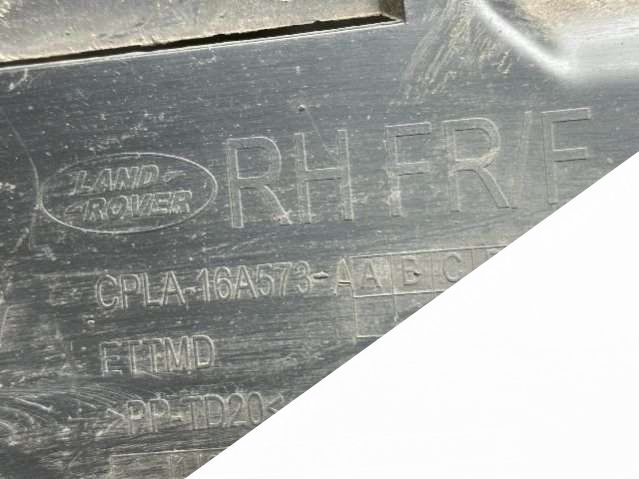 LAND-
ROVER
RH FR F
CPLA-16A573-A A B C
ETTMD
>PP-TD20<